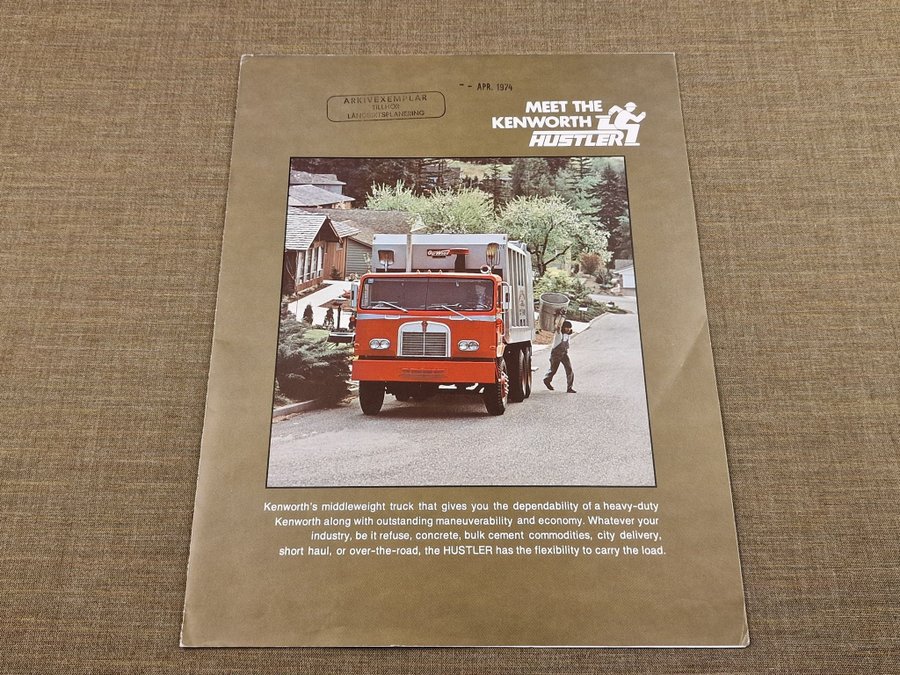 ARKIVEXEMPLAR
TILLHÖR
LÅNGSIKTSPLANERING
- - APR. 1974
MEET THE
KENWORTH
HUSTLER
Kenworth's middleweight truck that gives you the dependability of a heavy-duty
Kenworth along with outstanding maneuverability and economy. Whatever your
industry, be it refuse, concrete, bulk cement commodities, city delivery,
short haul, or over-the-road, the HUSTLER has the flexibility to carry the load.